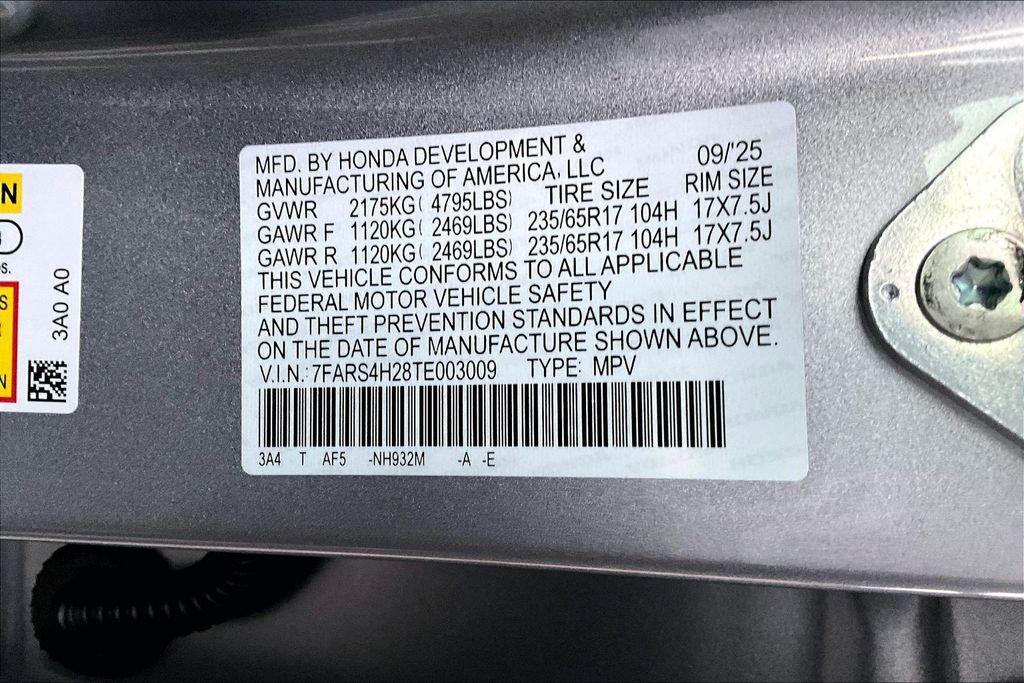 N
S.
S
N
3A0 A0
MFD. BY HONDA DEVELOPMENT & 09/'25
MANUFACTURING OF AMERICA, LLC
GVWR 2175KG( 4795LBS) TIRE SIZE RIM SIZE
GAWR F 1120KG( 2469LBS) 235/65R17 104H 17X7.5J
GAWR R 1120KG( 2469LBS) 235/65R17 104H 17X7.5J
THIS VEHICLE CONFORMS TO ALL APPLICABLE
FEDERAL MOTOR VEHICLE SAFETY
AND THEFT PREVENTION STANDARDS IN EFFECT
ON THE DATE OF MANUFACTURE SHOWN ABOVE.
V.I.N.: 7FARS4H28TE003009 TYPE: MPV
3A4 T AF5 -NH932M -A -E